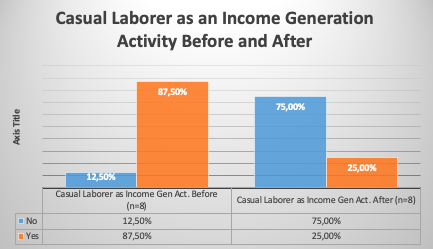 Casual Laborer as an Income Generation
Activity Before and After
Axis Title
87,50%
75,00%
12,50%
25,00%
Casual Laborer as Income Gen Act. Before
(n=8)
Casual Laborer as Income Gen Act. After (n=8)
No 12,50% 75,00%
Yes 87,50% 25,00%